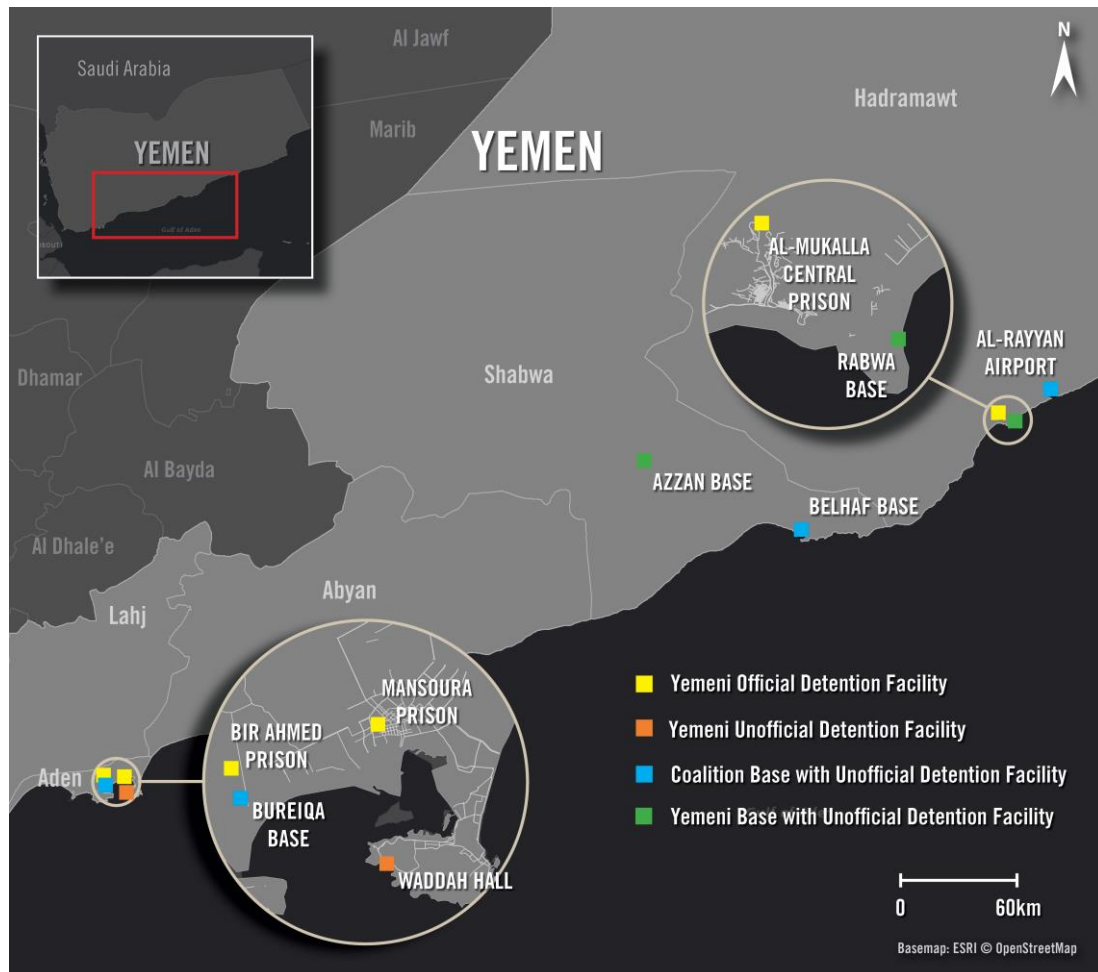 Saudi Arabia
YEMEN
Gulf of Aden
Al Jawf
Marib
YEMEN
Hadramawt
N
AL-MUKALLA
CENTRAL
PRISON
RABWA
BASE
AL-RAYYAN
AIRPORT
Dhamar
Shabwa
Al Bayda
AZZAN BASE
BELHAF BASE
Al Dhale'e
Lahj
Abyan
MANSOURA
PRISON
BIR AHMED
PRISON
BUREIQA
BASE
WADDAH HALL
Aden
Yemeni Official Detention Facility
Yemeni Unofficial Detention Facility
Coalition Base with Unofficial Detention Facility
Yemeni Base with Unofficial Detention Facility
0 60km
Basemap: ESRI © OpenStreetMap